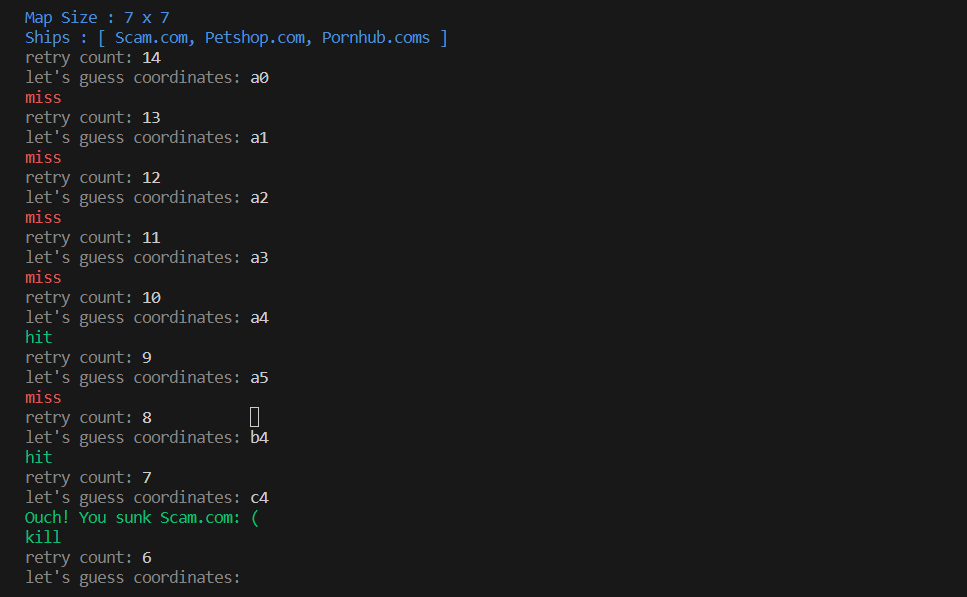 Map Size : 7 x 7
Ships : [ Scam.com, Petshop.com, Pornhub.coms ]
retry count: 14
let's guess coordinates: a0
miss
retry count: 13
let's guess coordinates: a1
miss
retry count: 12
let's guess coordinates: a2
miss
retry count: 11
let's guess coordinates: a3
miss
retry count: 10
let's guess coordinates: a4
hit
retry count: 9
let's guess coordinates: a5
miss
retry count: 8
let's guess coordinates: b4
hit
retry count: 7
let's guess coordinates: c4
Ouch! You sunk Scam.com: (
kill
retry count: 6
let's guess coordinates: